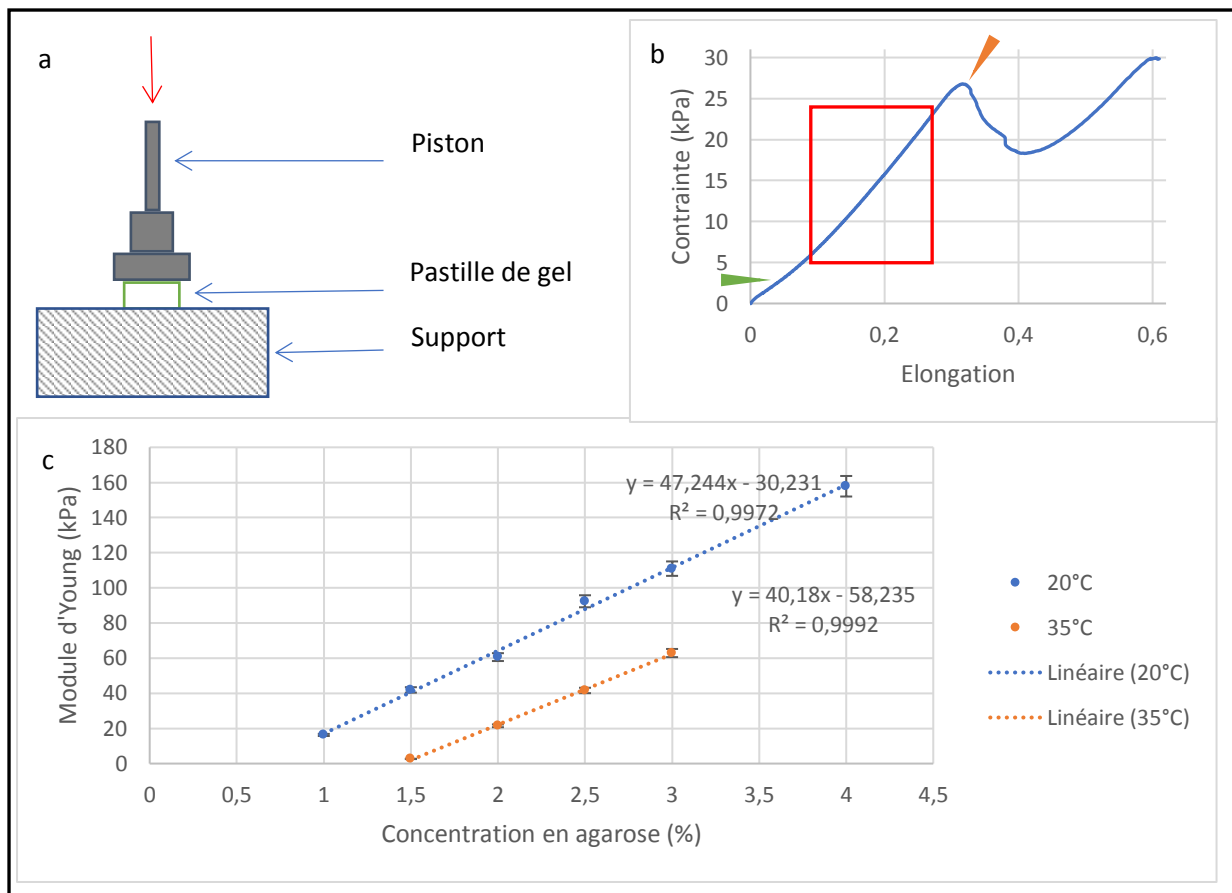 a
Piston
Pastille de gel
Support
b
Contrainte (kPa)
30
25
20
15
10
5
0
0 0,2 0,4 0,6
Elongation
c
Module d'Young (kPa)
180
160
140
120
100
80
60
40
20
0
y = 47,244x - 30,231
R² = 0,9972
y = 40,18x - 58,235
R² = 0,9992
0 0,5 1 1,5 2 2,5 3 3,5 4 4,5
Concentration en agarose (%)
20°C
35°C
Linéaire (20°C)
Linéaire (35°C)